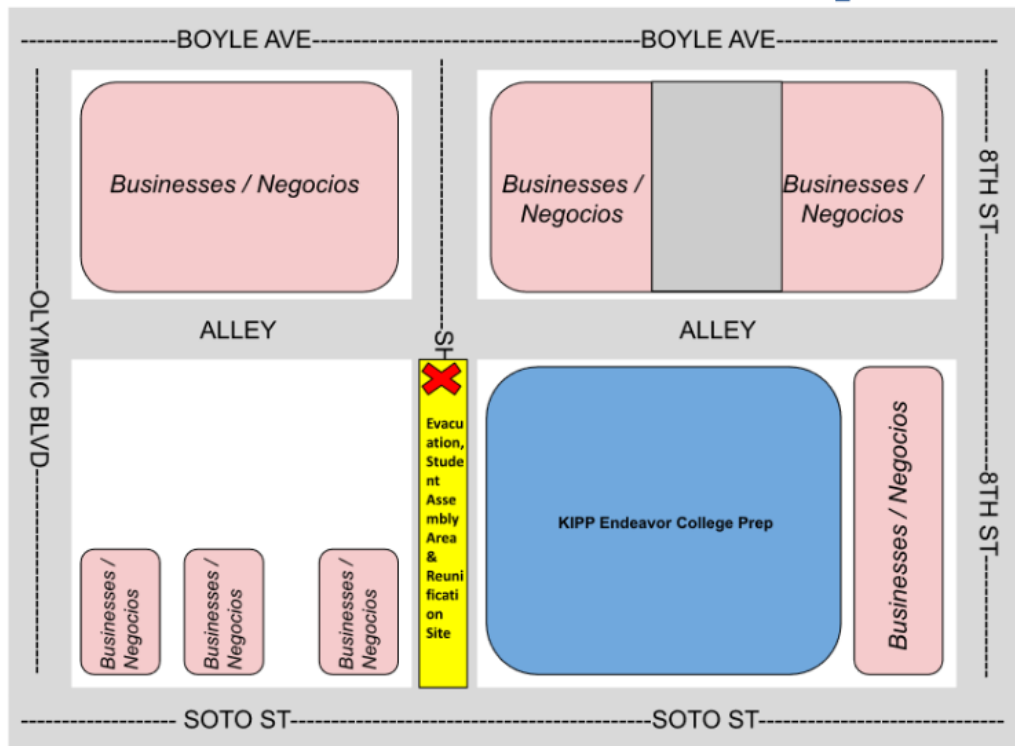 BOYLE AVE
BOYLE AVE
Businesses / Negocios
Businesses /
Negocios
Businesses /
Negocios
8TH ST
OLYMPIC BLVD
ALLEY
ALLEY
Evacu
ation,
Stude
nt
Asse
mbly
Area
&
Reuni
ficati
on
Site
KIPP Endeavor College Prep
Businesses / Negocios
8TH ST
Businesses /
Negocios
Businesses /
Negocios
Businesses /
Negocios
SOTO ST
SOTO ST